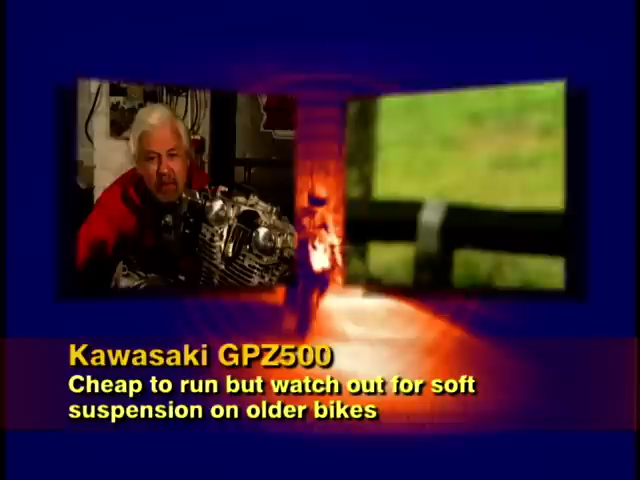 Kawasaki GPZ500
Cheap to run but watch out for soft
suspension on older bikes